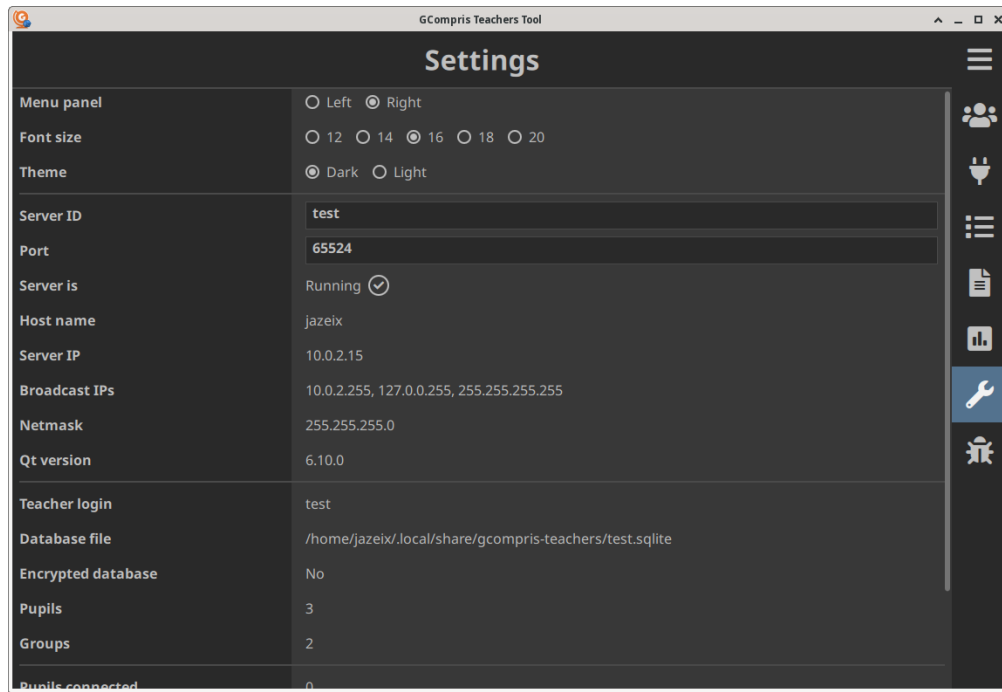 GCompris Teachers Tool
Settings
Menu panel Left Right
Font size 12 14 16 18 20
Theme Dark Light
Server ID test
Port 65524
Server is Running
Host name jazeix
Server IP 10.0.2.15
Broadcast IPs 10.0.2.255, 127.0.0.255, 255.255.255.255
Netmask 255.255.255.0
Qt version 6.10.0
Teacher login test
Database file /home/jazeix/.local/share/gcompris-teachers/test.sqlite
Encrypted database No
Pupils 3
Groups 2
Pupils connected 0